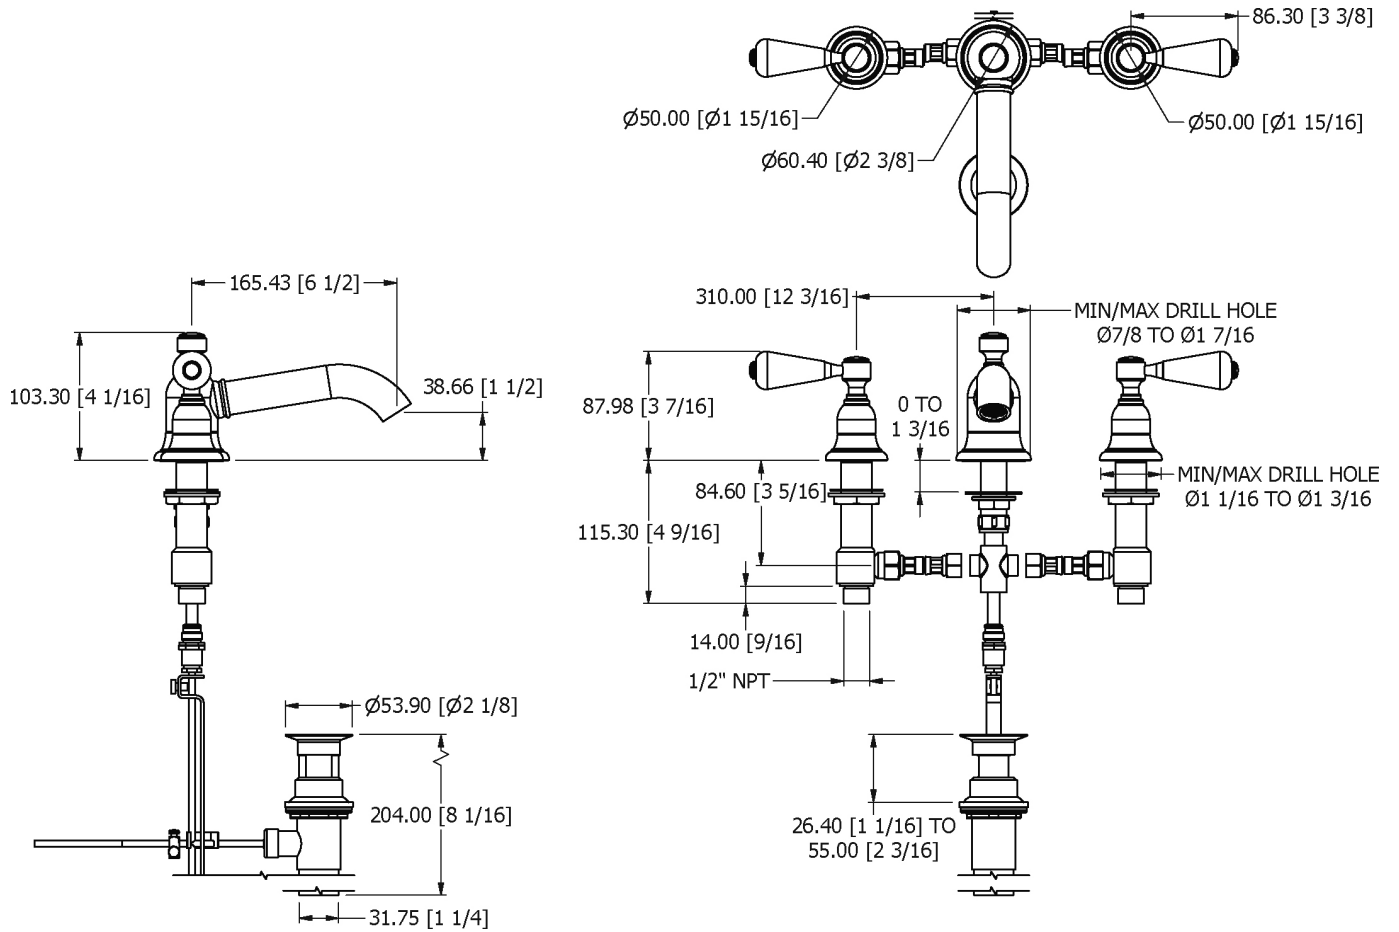 86.30 [3 3/8]
Ø50.00 [Ø1 15/16]
Ø50.00 [Ø1 15/16]
Ø60.40 [Ø2 3/8]
165.43 [6 1/2]
310.00 [12 3/16]
MIN/MAX DRILL HOLE
Ø7/8 TO Ø1 7/16
103.30 [4 1/16]
38.66 [1 1/2]
87.98 [3 7/16]
0 TO
1 3/16
84.60 [3 5/16]
MIN/MAX DRILL HOLE
Ø1 1/16 TO Ø1 3/16
115.30 [4 9/16]
14.00 [9/16]
1/2" NPT
Ø53.90 [Ø2 1/8]
204.00 [8 1/16]
26.40 [1 1/16] TO
55.00 [2 3/16]
31.75 [1 1/4]